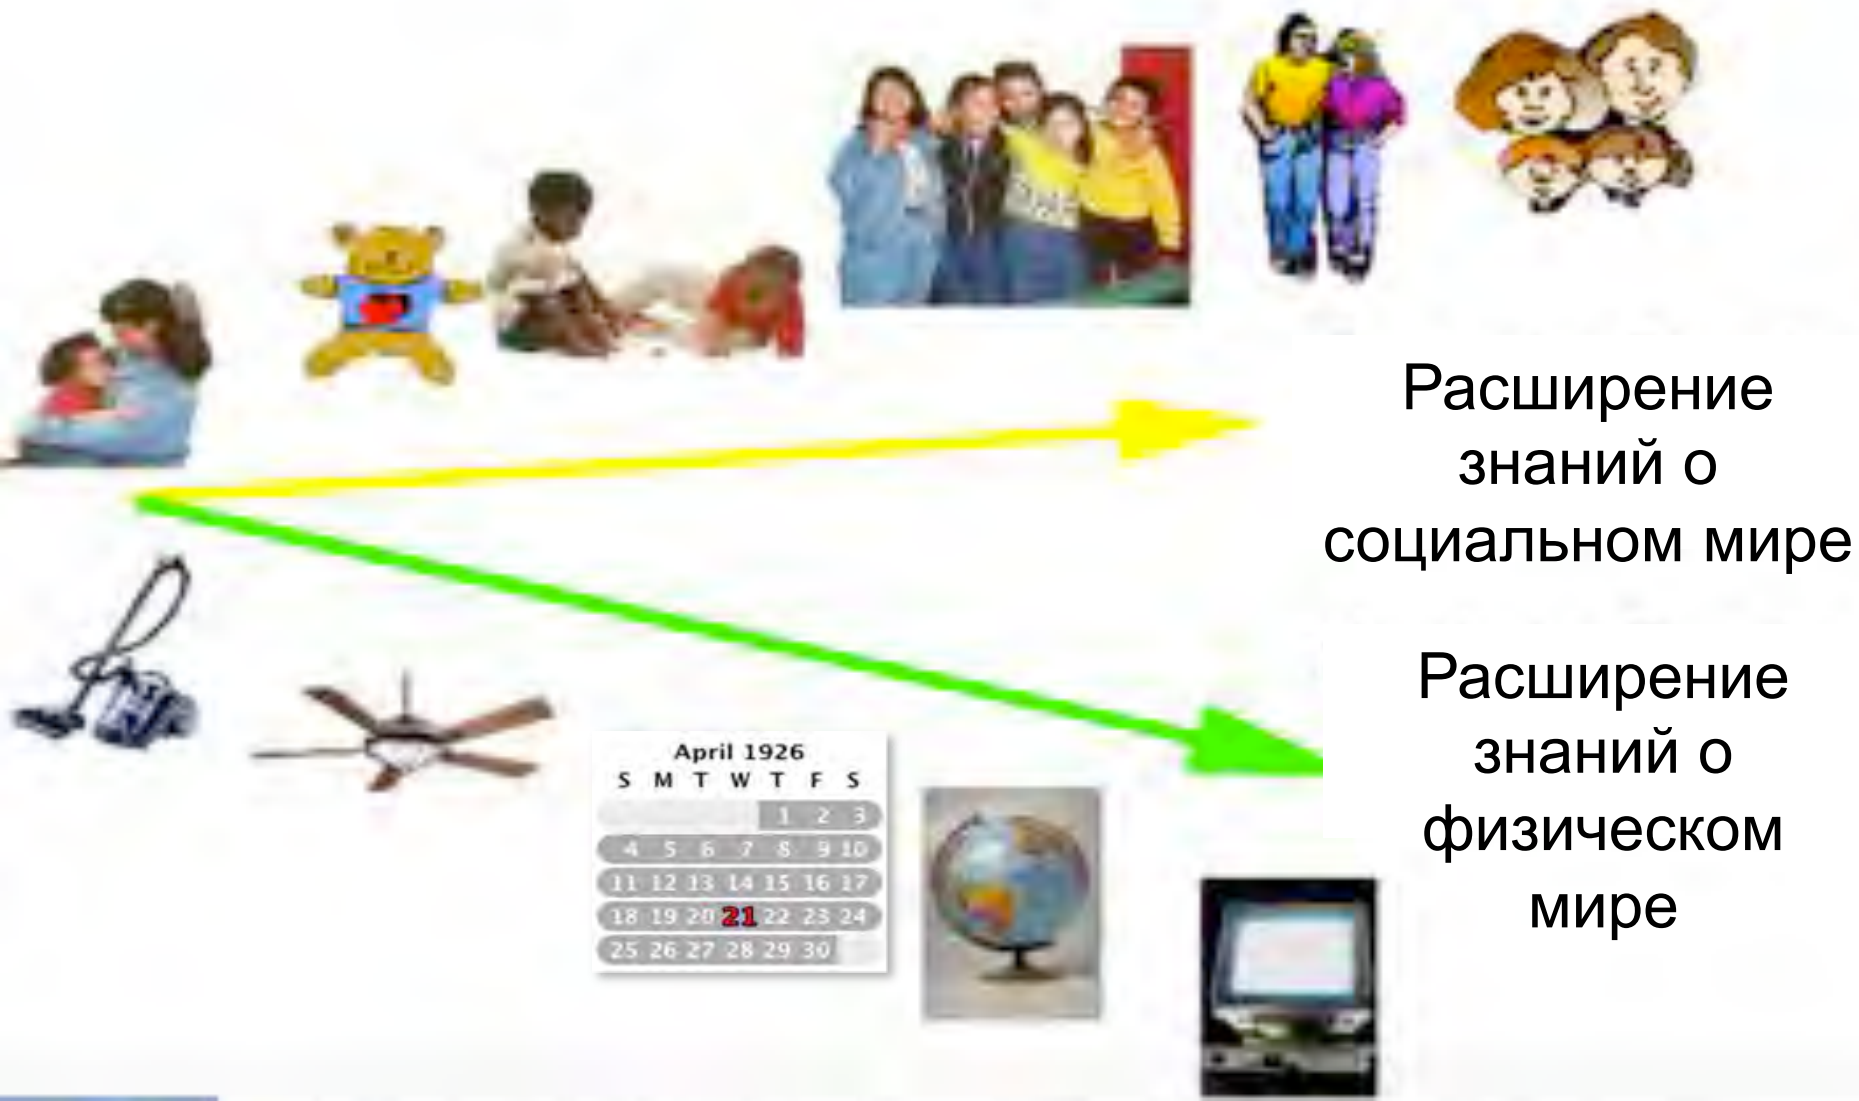 Расширение
знаний о
социальном мире
Расширение
знаний о
физическом
мире
April 1926
S M T W T F S
1 2 3
4 5 6 7 8 9 10
11 12 13 14 15 16 17
18 19 20 21 22 23 24
25 26 27 28 29 30